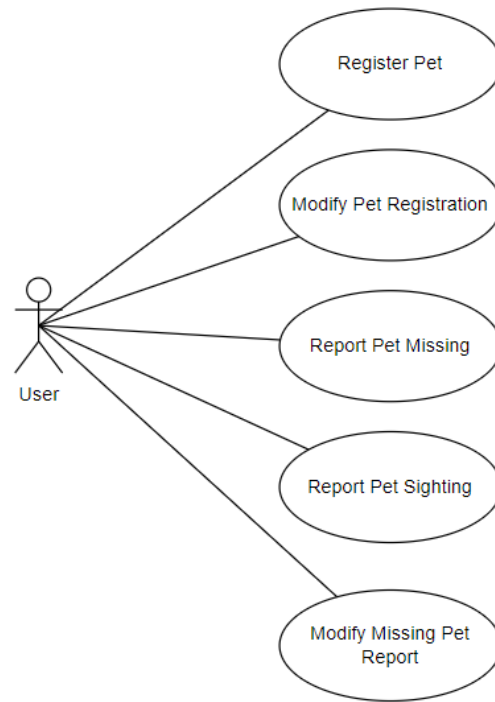 Register Pet
Modify Pet Registration
Report Pet Missing
User
Report Pet Sighting
Modify Missing Pet
Report